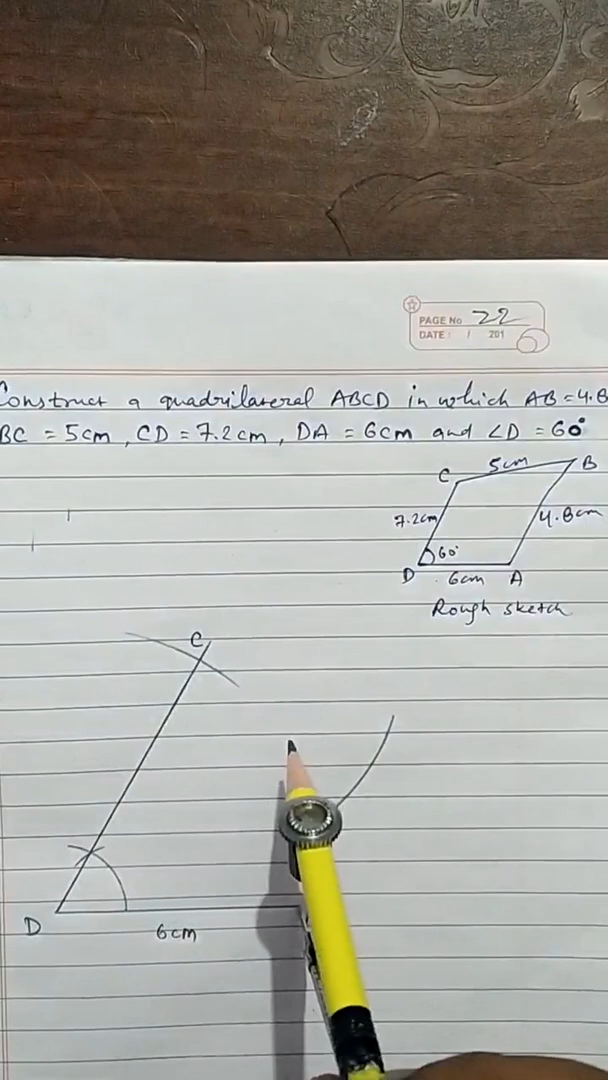 PAGE No 22
DATE: / 201
Construct a quadrilateral ABCD in which AB = 4.8
BC = 5cm, CD = 7.2cm, DA = 6cm and ∠D = 60°
C 5cm B
7.2cm 4.8cm
60°
D 6cm A
Rough sketch
C
D
6cm